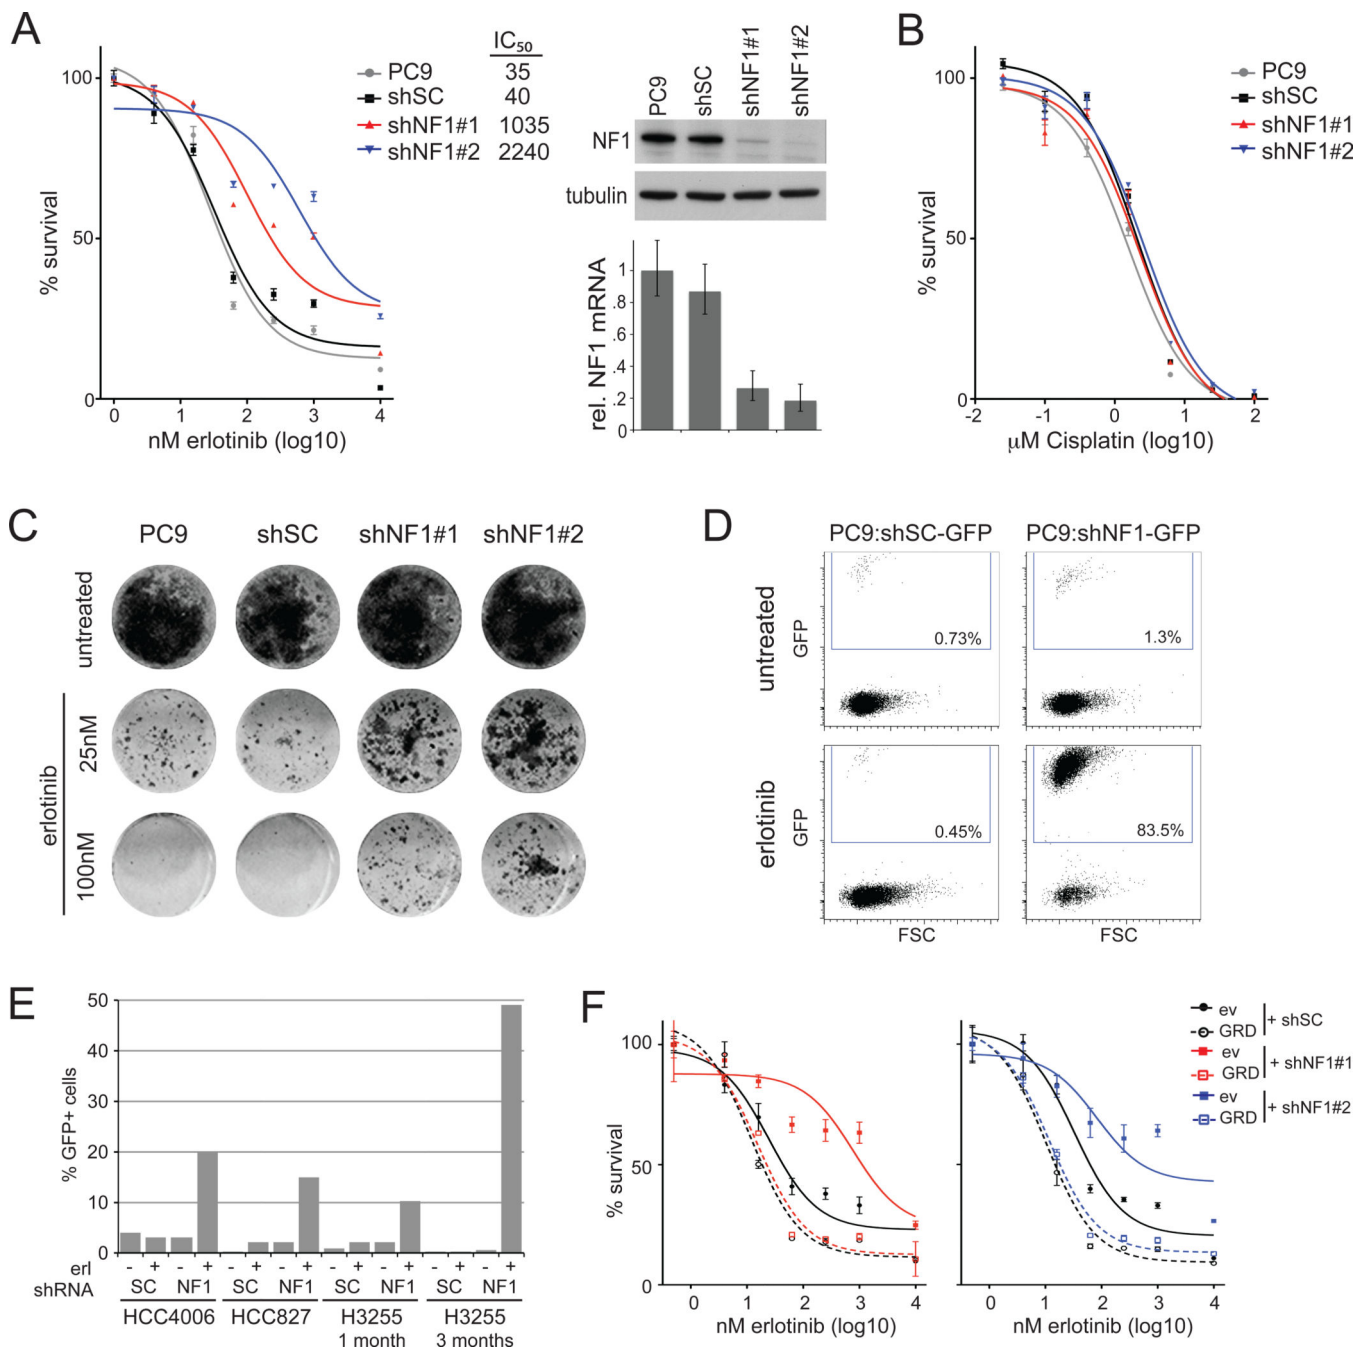 A
IC50
PC9 35
shSC 40
shNF1#1 1035
shNF1#2 2240
% survival
100
50
0
0 1 2 3 4
nM erlotinib (log10)
PC9 shSC shNF1#1 shNF1#2
NF1
tubulin
rel. NF1 mRNA
1
.8
.6
.4
.2
0
B
PC9
shSC
shNF1#1
shNF1#2
% survival
100
50
0
-2 -1 0 1 2
µM Cisplatin (log10)
C
PC9 shSC shNF1#1 shNF1#2
untreated
erlotinib
25nM
100nM
D
PC9:shSC-GFP PC9:shNF1-GFP
untreated
GFP
0.73% 1.3%
erlotinib
GFP
0.45% 83.5%
FSC FSC
E
% GFP+ cells
50
40
30
20
10
0
- + - + - + - + - + - + - + - + erl
SC NF1 SC NF1 SC NF1 SC NF1
shRNA
HCC4006 HCC827 H3255 H3255
1 month 3 months
F
% survival
100
50
0
0 1 2 3 4
nM erlotinib (log10)
0 1 2 3 4
nM erlotinib (log10)
ev
GRD + shSC
ev
GRD + shNF1#1
ev
GRD + shNF1#2